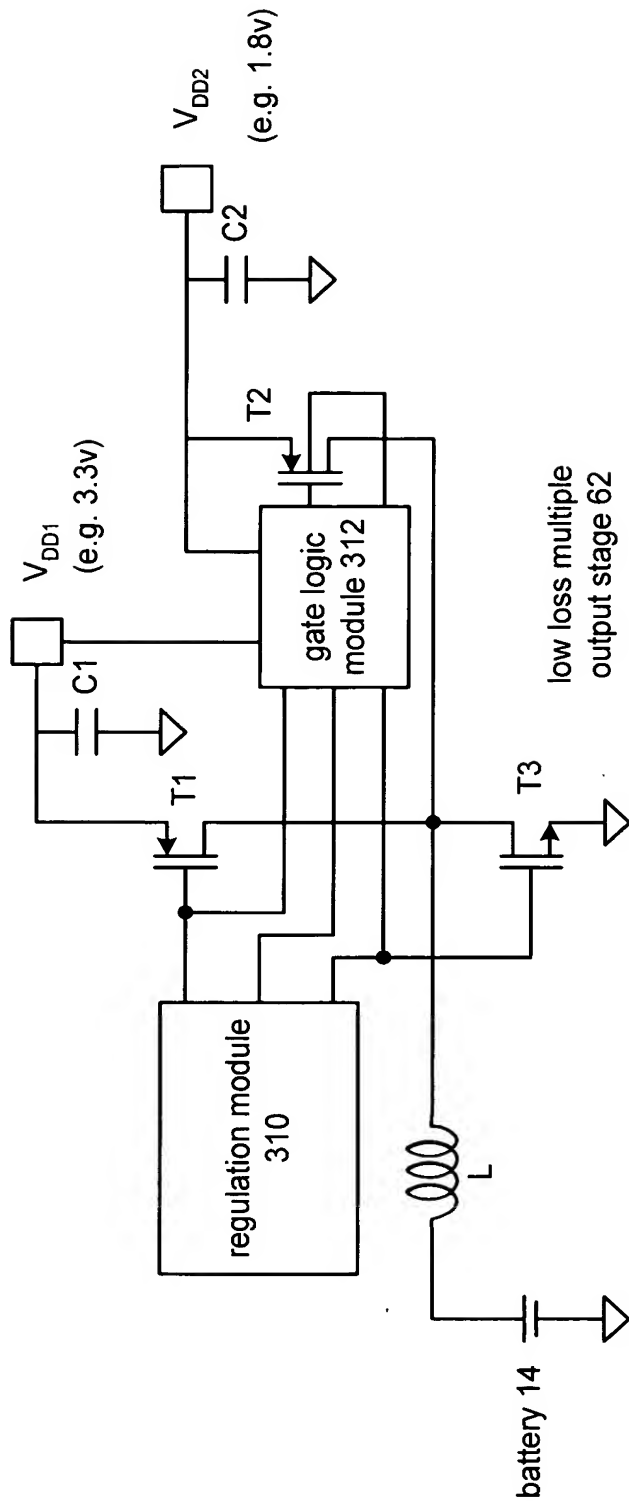 V_DD1
(e.g. 3.3v)
V_DD2
(e.g. 1.8v)
C1
C2
T1
T2
regulation module
310
gate logic
module 312
T3
L
low loss multiple
output stage 62
battery 14